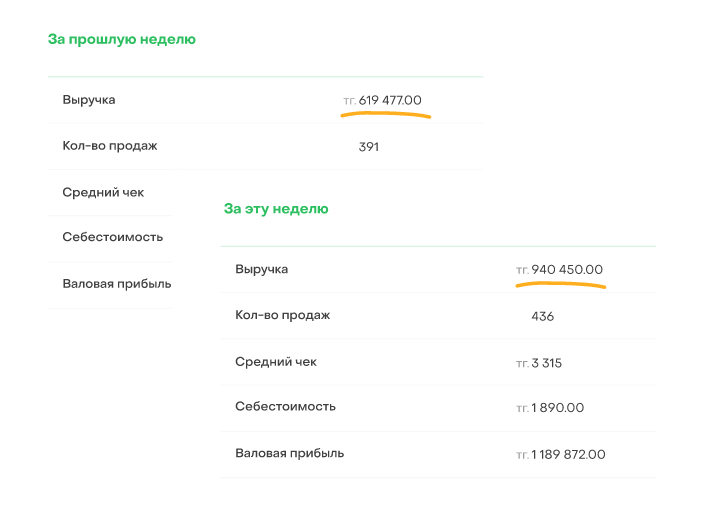 За прошлую неделю
Выручка тг. 619 477.00
Кол-во продаж 391
Средний чек
Себестоимость
Валовая прибыль
За эту неделю
Выручка тг. 940 450.00
Кол-во продаж 436
Средний чек тг. 3 315
Себестоимость тг. 1 890.00
Валовая прибыль тг. 1 189 872.00